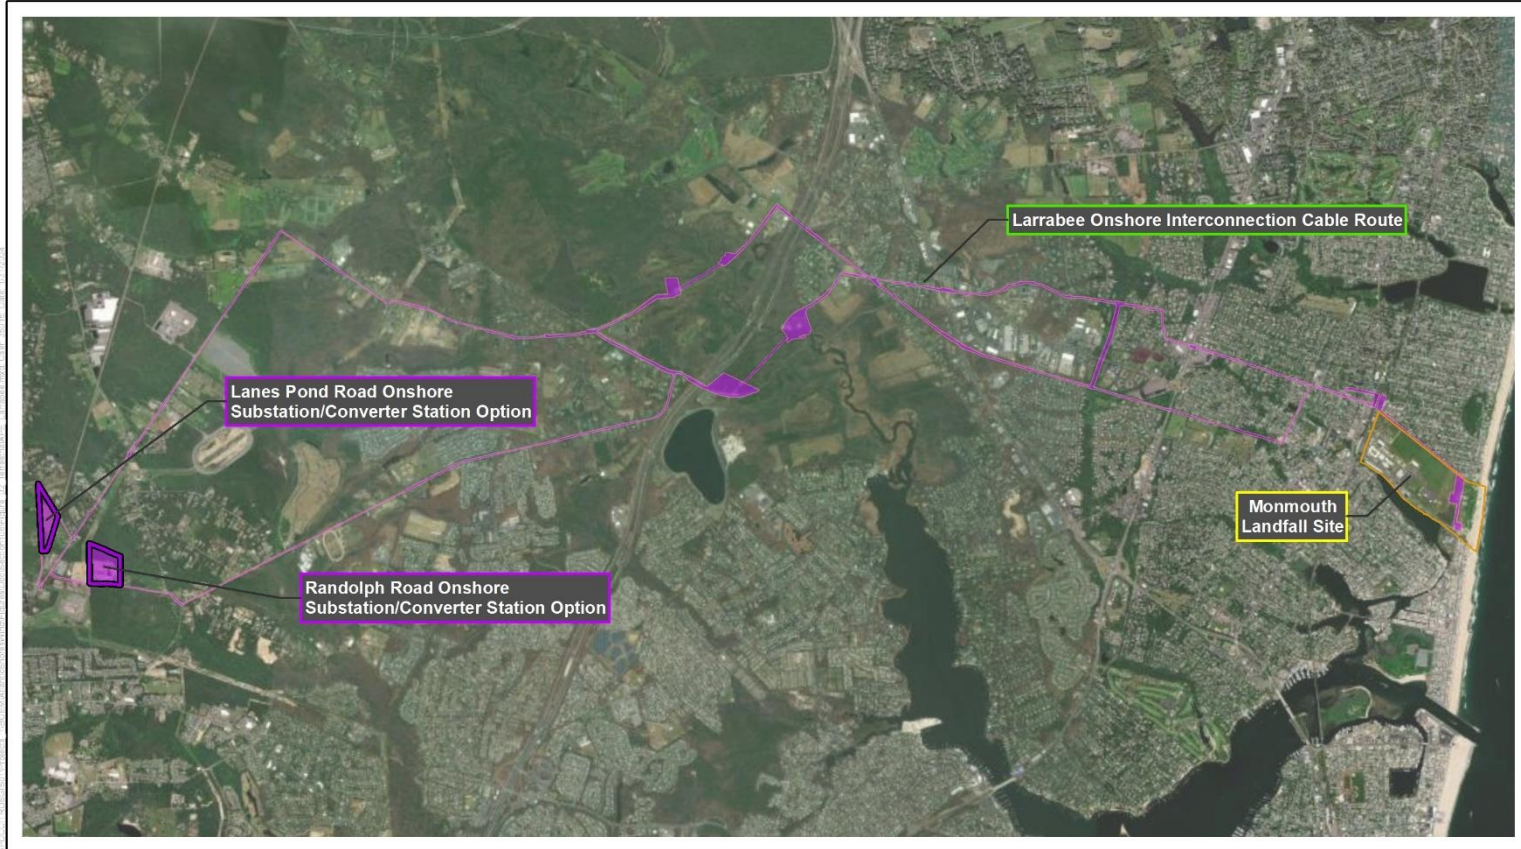 Larrabee Onshore Interconnection Cable Route
Lanes Pond Road Onshore
Substation/Converter Station Option
Monmouth
Landfall Site
Randolph Road Onshore
Substation/Converter Station Option